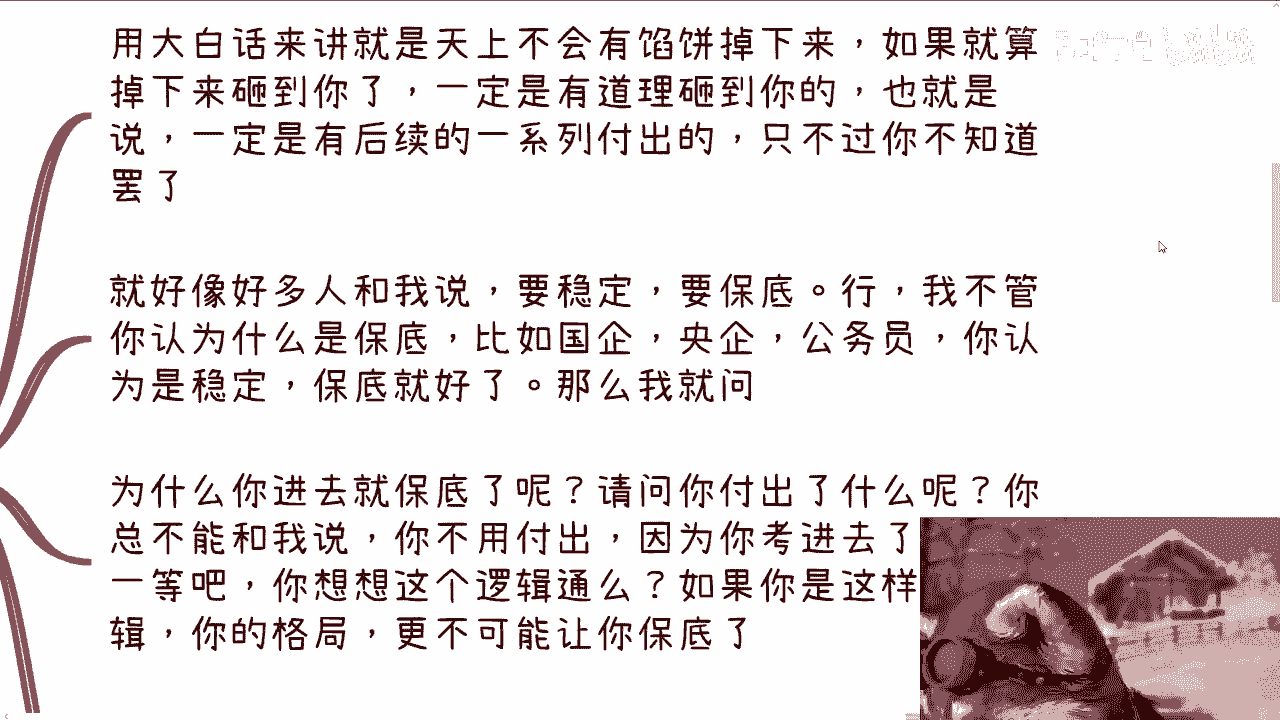 用大白话来讲就是天上不会有馅饼掉下来，如果就算
掉下来砸到你了，一定是有道理砸到你的，也就是
说，一定是有后续的一系列付出的，只不过你不知道
罢了
就好像好多人和我说，要稳定，要保底。行，我不管
你认为什么是保底，比如国企，央企，公务员，你认
为是稳定，保底就好了。那么我就问
为什么你进去就保底了呢？请问你付出了什么呢？你
总不能和我说，你不用付出，因为你考进去了
一等吧，你想想这个逻辑通么？如果你是这样
辑，你的格局，更不可能让你保底了